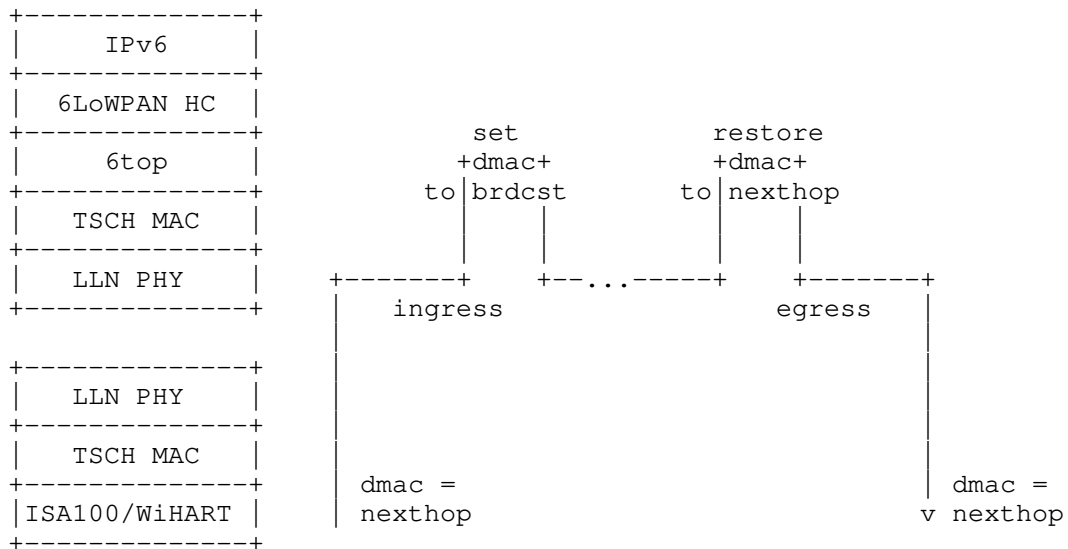 IPv6
6LoWPAN HC
set restore
6top +dmac+ +dmac+
to|brdcst to|nexthop
TSCH MAC
LLN PHY
ingress egress
LLN PHY
TSCH MAC
dmac = dmac =
ISA100/WiHART nexthop v nexthop